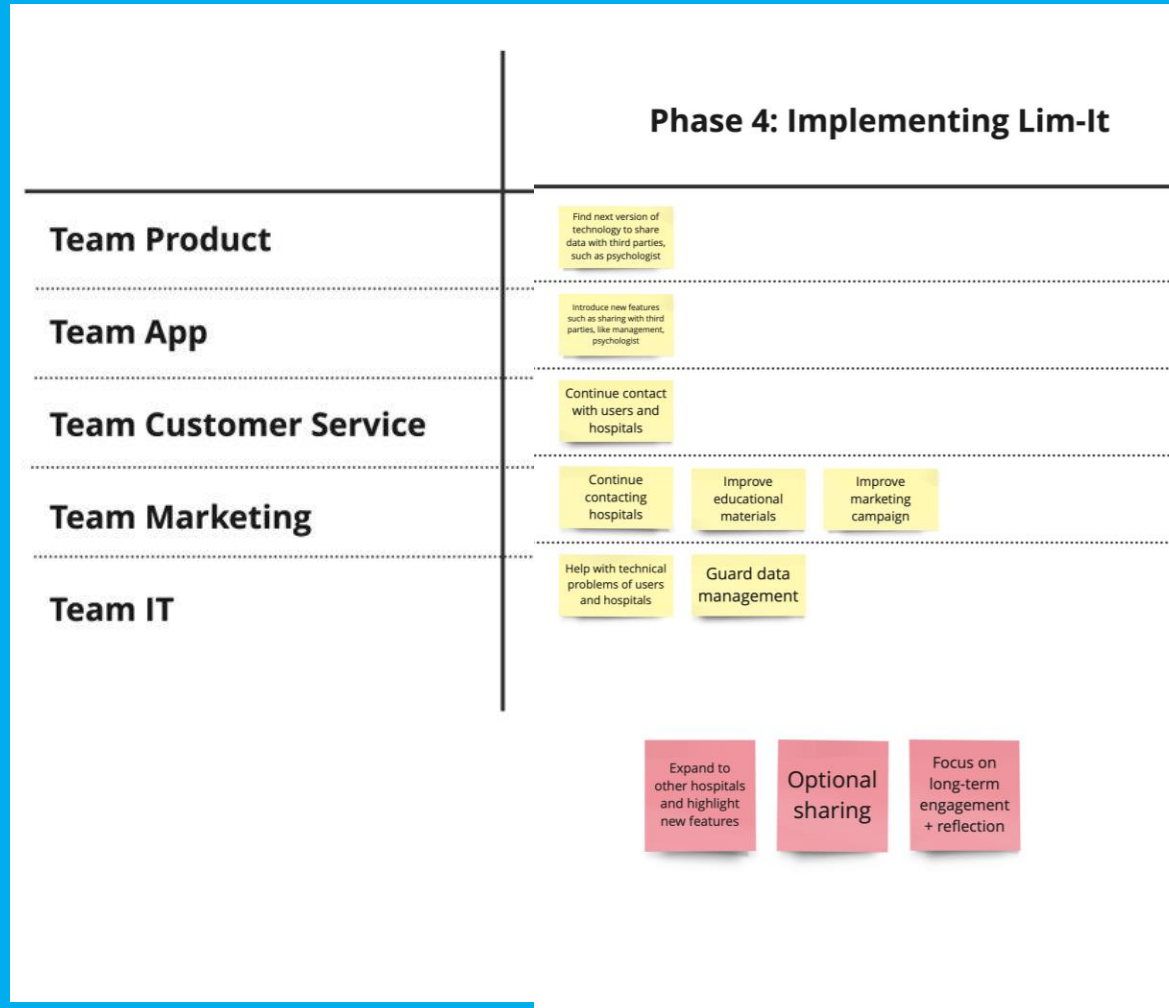 Phase 4: Implementing Lim-It
Team Product
Find next version of
technology to share
data with third parties,
such as psychologist
Team App
Introduce new features
such as sharing with third
parties, like management,
psychologist
Team Customer Service
Continue contact
with users and
hospitals
Team Marketing
Continue
contacting
hospitals
Improve
educational
materials
Improve
marketing
campaign
Team IT
Help with technical
problems of users
and hospitals
Guard data
management
Expand to
other hospitals
and highlight
new features
Optional
sharing
Focus on
long-term
engagement
+ reflection